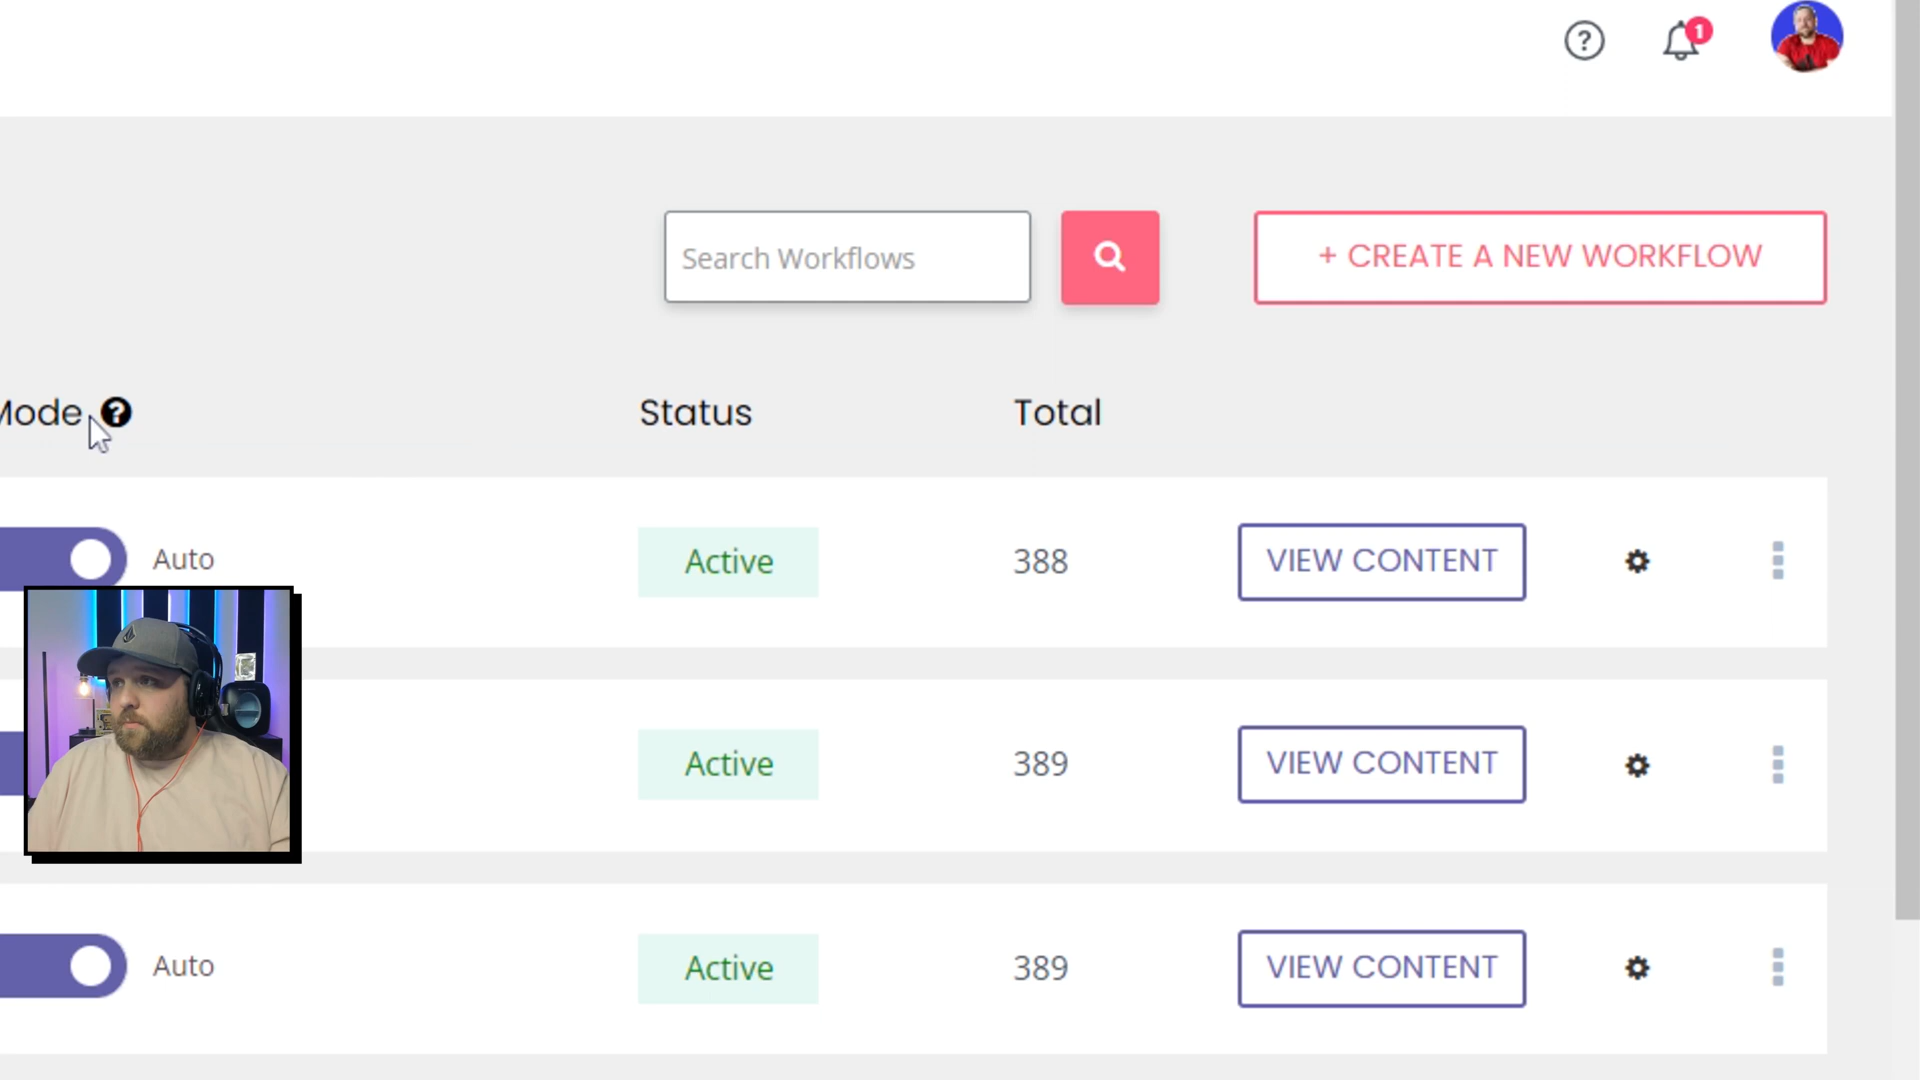 1
Search Workflows
+ CREATE A NEW WORKFLOW
Mode ?
Status
Total
Auto
Active
388
VIEW CONTENT
Active
389
VIEW CONTENT
Auto
Active
389
VIEW CONTENT